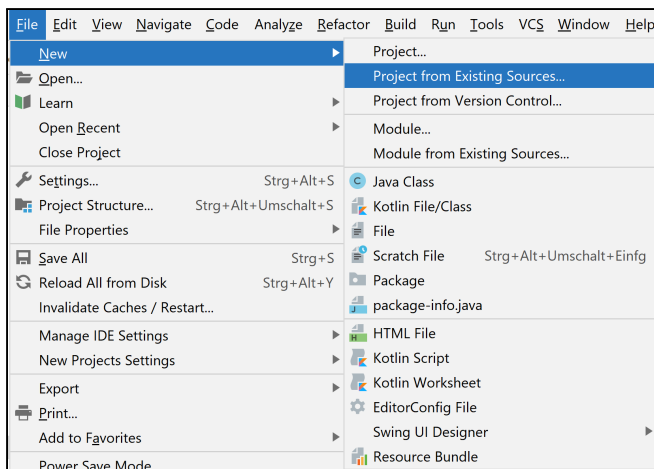 File Edit View Navigate Code Analyze Refactor Build Run Tools VCS Window Help
New
Open...
Learn
Open Recent
Close Project
Settings... Strg+Alt+S
Project Structure... Strg+Alt+Umschalt+S
File Properties
Save All Strg+S
Reload All from Disk Strg+Alt+Y
Invalidate Caches / Restart...
Manage IDE Settings
New Projects Settings
Export
Print...
Add to Favorites
Power Save Mode
Project...
Project from Existing Sources...
Project from Version Control...
Module...
Module from Existing Sources...
Java Class
Kotlin File/Class
File
Scratch File Strg+Alt+Umschalt+Einfg
Package
package-info.java
HTML File
Kotlin Script
Kotlin Worksheet
EditorConfig File
Swing UI Designer
Resource Bundle